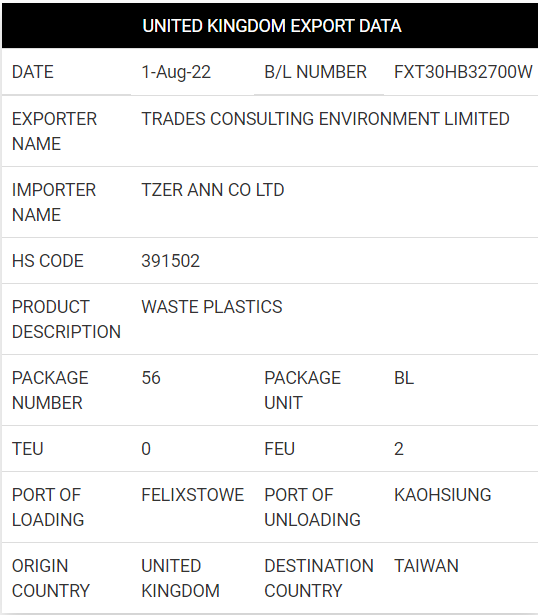 UNITED KINGDOM EXPORT DATA
DATE 1-Aug-22 B/L NUMBER FXT30HB32700W
EXPORTER TRADES CONSULTING ENVIRONMENT LIMITED
NAME
IMPORTER TZER ANN CO LTD
NAME
HS CODE 391502
PRODUCT WASTE PLASTICS
DESCRIPTION
PACKAGE 56 PACKAGE BL
NUMBER UNIT
TEU 0 FEU 2
PORT OF FELIXSTOWE PORT OF KAOHSIUNG
LOADING UNLOADING
ORIGIN UNITED DESTINATION TAIWAN
COUNTRY KINGDOM COUNTRY